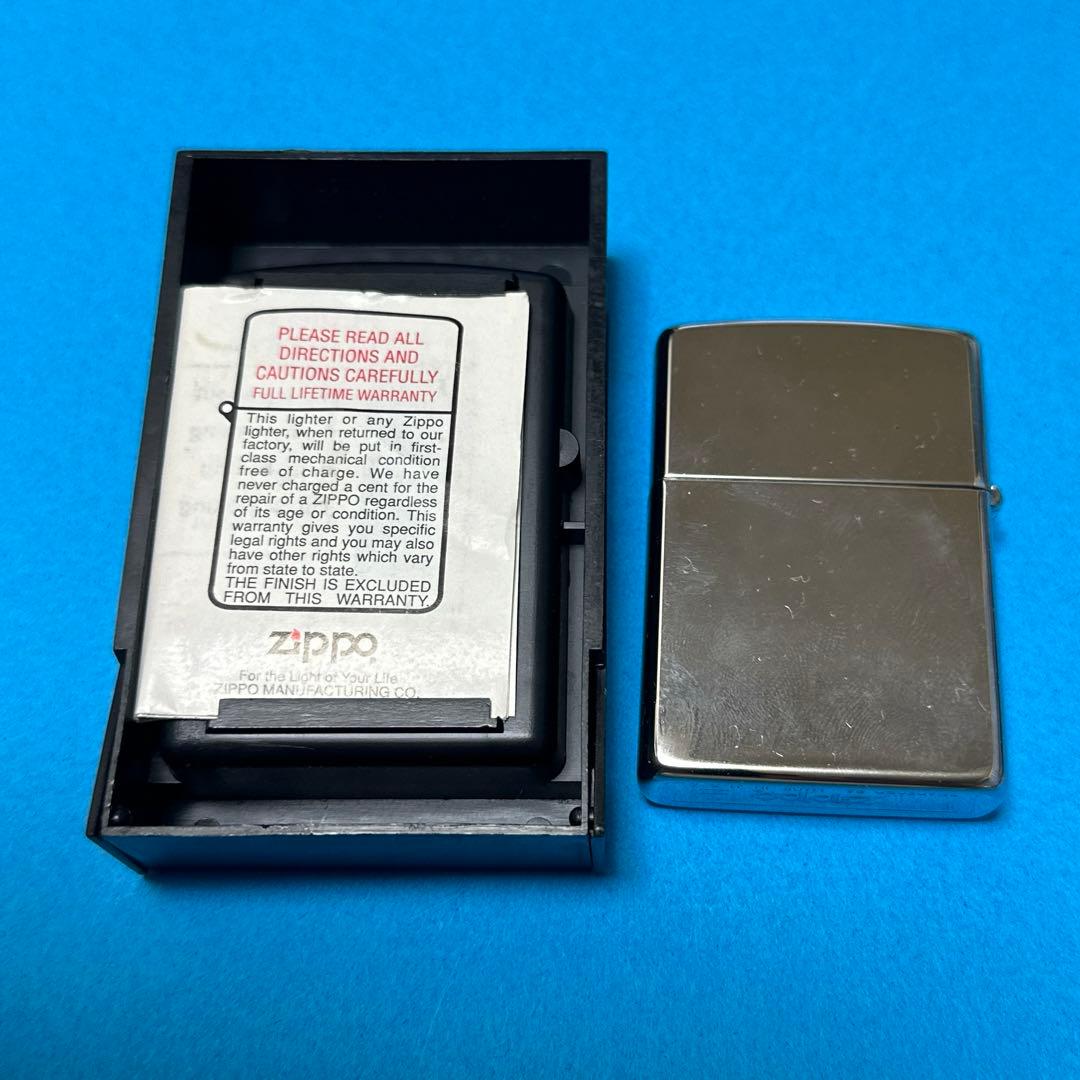 PLEASE READ ALL
DIRECTIONS AND
CAUTIONS CAREFULLY
FULL LIFETIME WARRANTY
This lighter or any Zippo
lighter, when returned to our
factory, will be put in first-
class mechanical condition
free of charge. We have
never charged a cent for the
repair of a ZIPPO regardless
of its age or condition. This
warranty gives you specific
legal rights and you may also
have other rights which vary
from state to state.
THE FINISH IS EXCLUDED
FROM THIS WARRANTY.
zippo
For the Light of Your Life
ZIPPO MANUFACTURING CO.